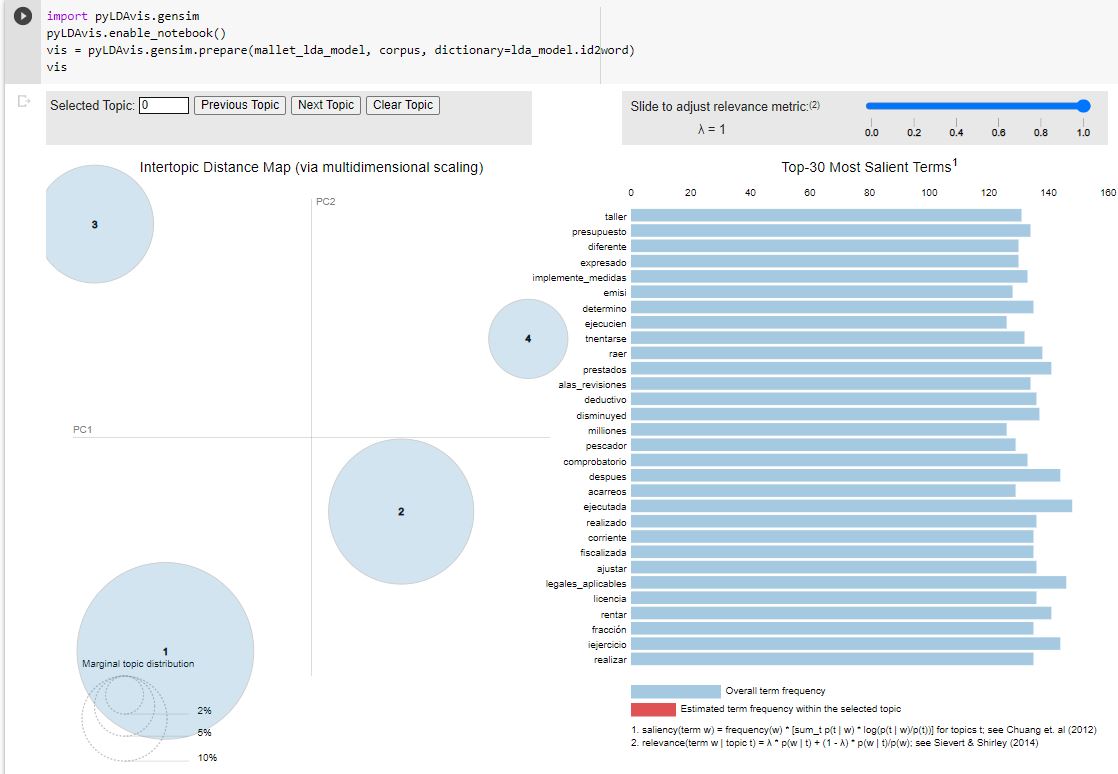 import pyLDAvis.gensim
pyLDAvis.enable_notebook()
vis = pyLDAvis.gensim.prepare(mallet_lda_model, corpus, dictionary=lda_model.id2word)
vis
Selected Topic: 0 Previous Topic Next Topic Clear Topic
Slide to adjust relevance metric:(2)
λ = 1
0.0 0.2 0.4 0.6 0.8 1.0
Intertopic Distance Map (via multidimensional scaling)
PC2
PC1
3
4
2
1
Marginal topic distribution
2%
5%
10%
Top-30 Most Salient Terms1
0 20 40 60 80 100 120 140 160
taller
presupuesto
diferente
expresado
implemente_medidas
emisi
determino
ejecucien
tnentarse
raer
prestados
alas_revisiones
deductivo
disminuyed
milliones
pescador
comprobatorio
despues
acarreos
ejecutada
realizado
corriente
fiscalizada
ajustar
legales_aplicables
licencia
rentar
fracción
iejercicio
realizar
Overall term frequency
Estimated term frequency within the selected topic
1. saliency(term w) = frequency(w) * [sum_t p(t | w) * log(p(t | w)/p(t))] for topics t; see Chuang et. al (2012)
2. relevance(term w | topic t) = λ * p(w | t) + (1 - λ) * p(w | t)/p(w); see Sievert & Shirley (2014)